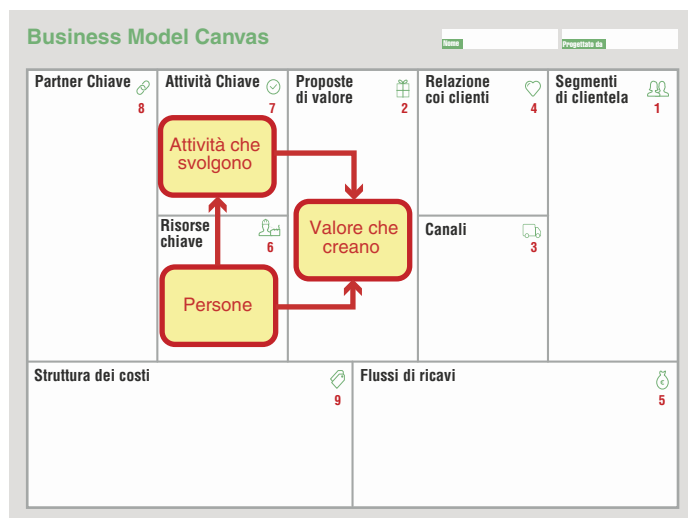 Business Model Canvas
Nome
Progettato da
Partner Chiave
8
Attività Chiave
7
Proposte
di valore
2
Relazione
coi clienti
4
Segmenti
di clientela
1
Attività che
svolgono
Risorse
chiave
6
Valore che
creano
Canali
3
Persone
Struttura dei costi
9
Flussi di ricavi
€
5